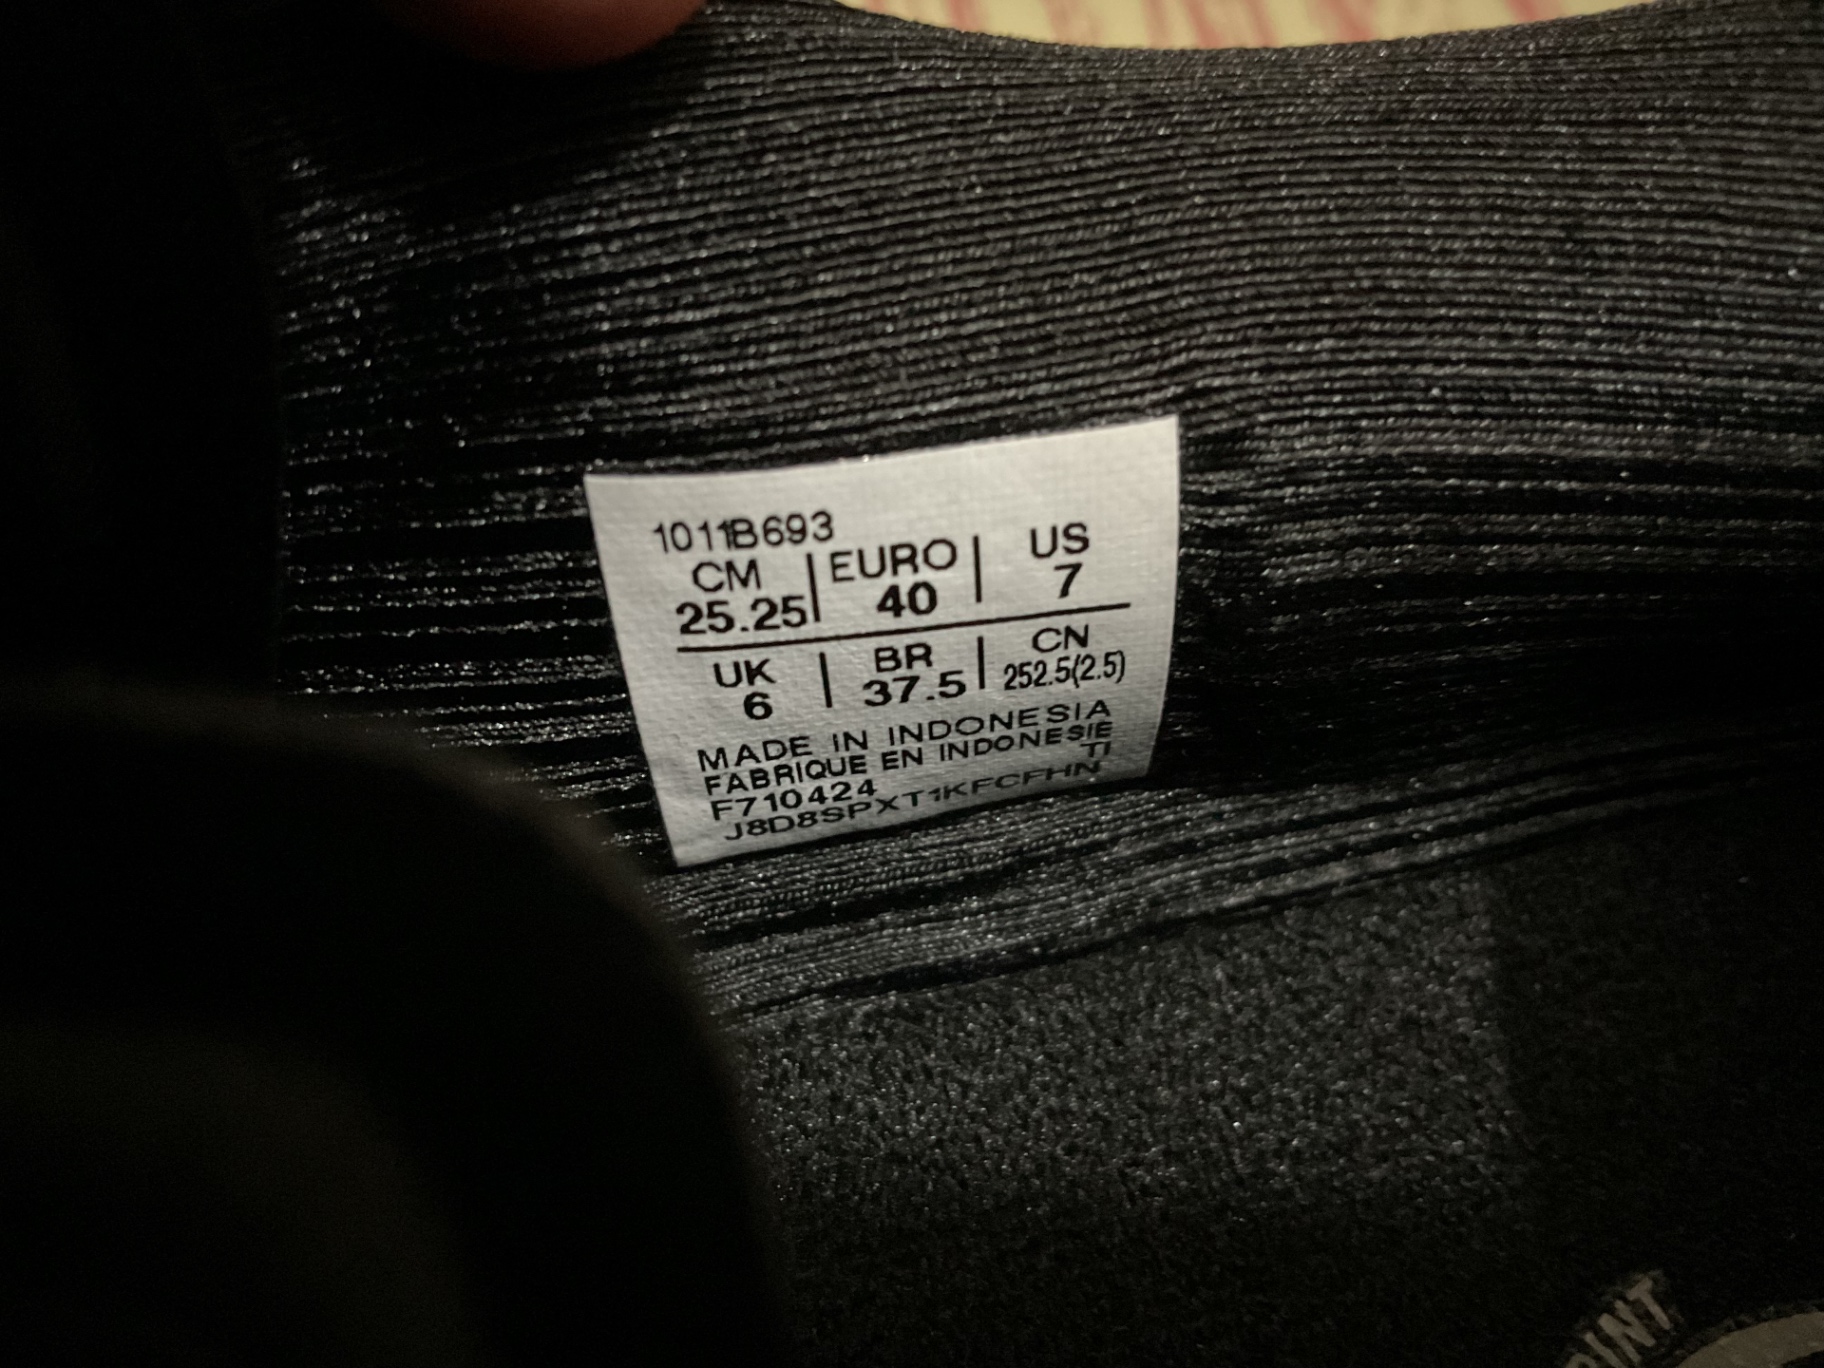 1011B693
CM | EURO | US
25.25 | 40 | 7
UK | BR | CN
6 | 37.5 | 252.5(2.5)
MADE IN INDONESIA
FABRIQUE EN INDONESIE
TI
F710424
J8D8SPXT1KFCFHN